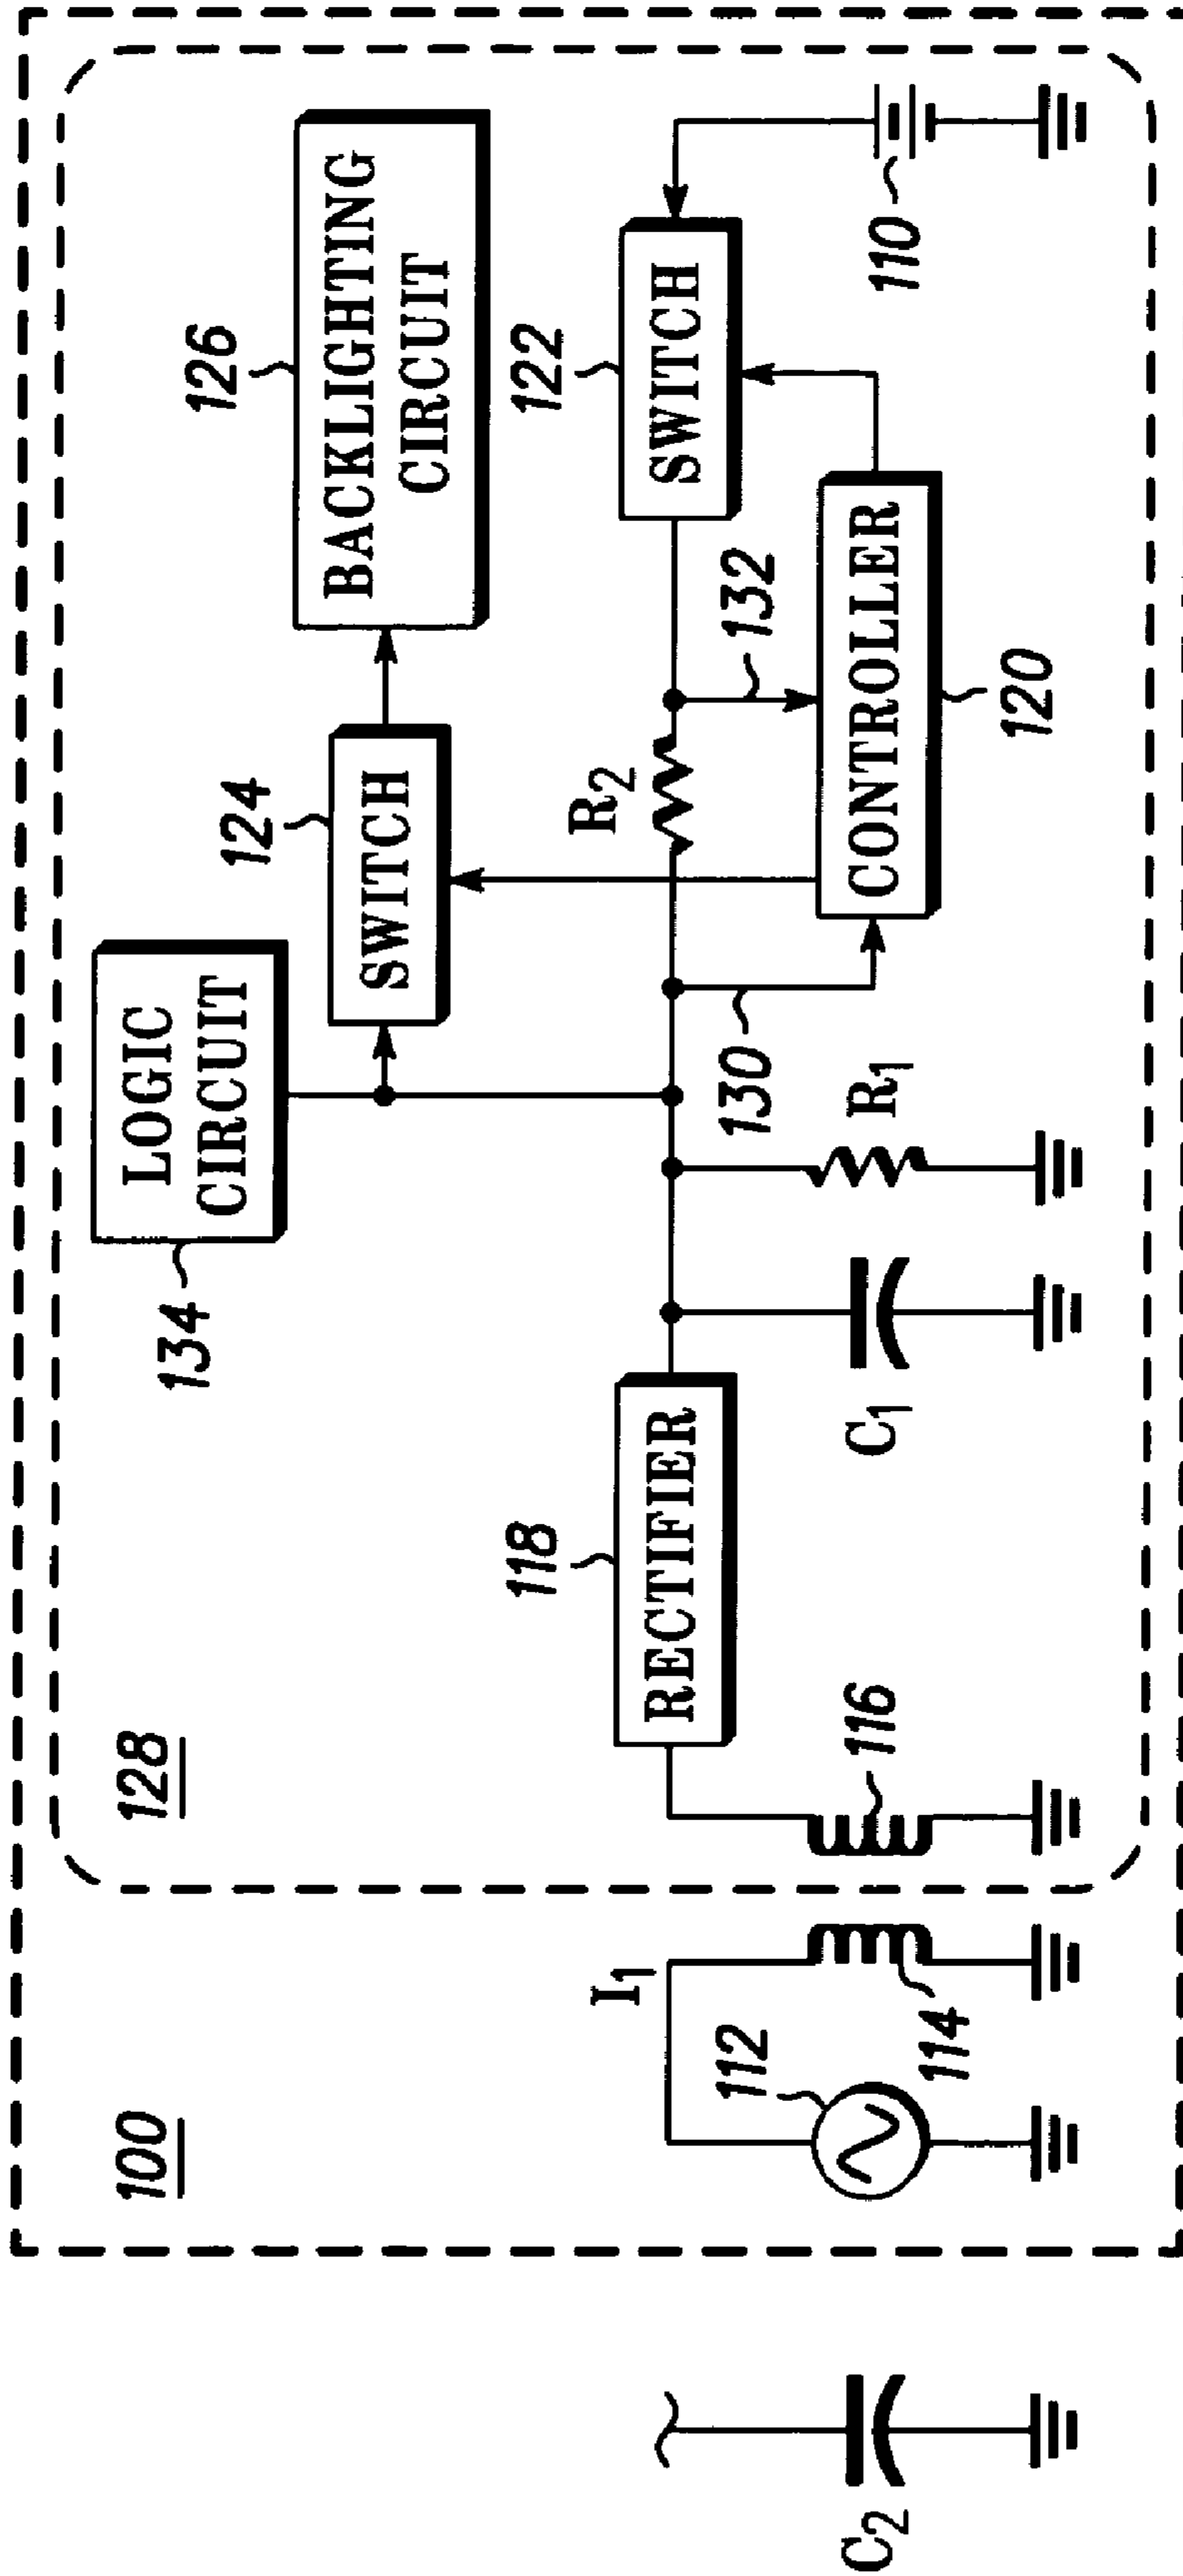 100
128
134
LOGIC
CIRCUIT
124
SWITCH
126
BACKLIGHTING
CIRCUIT
118
RECTIFIER
R2
122
SWITCH
I1
112
114
116
C2
C1
R1
130
132
CONTROLLER
120
110